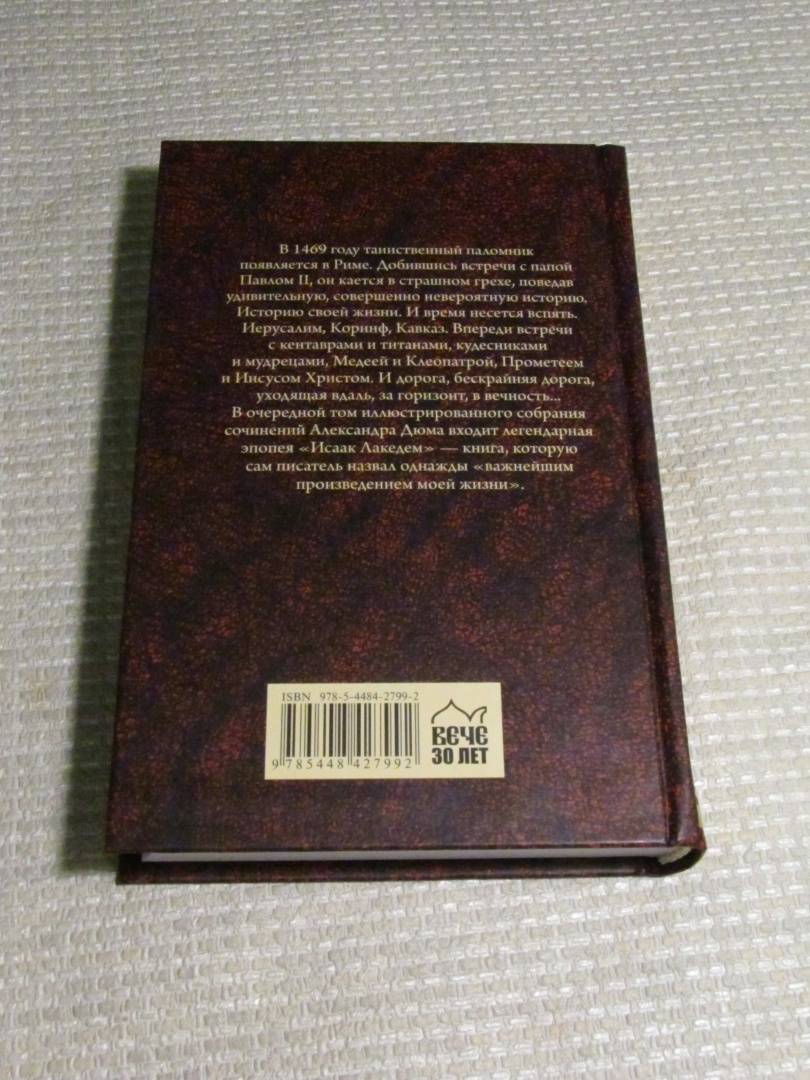 В 1469 году таинственный паломник
появляется в Риме. Добившись встречи с папой
Павлом II, он кается в страшном грехе, поведав
удивительную, совершенно невероятную историю.
Историю своей жизни. И время несется вспять.
Иерусалим, Коринф, Кавказ. Впереди встречи
с кентаврами и титанами, кудесниками
и мудрецами, Медеей и Клеопатрой, Прометеем
и Иисусом Христом. И дорога, бескрайняя дорога,
уходящая вдаль, за горизонт, в вечность...
В очередной том иллюстрированного собрания
сочинений Александра Дюма входит легендарная
эпопея «Исаак Лакедем» — книга, которую
сам писатель назвал однажды «важнейшим
произведением моей жизни».
ISBN 978-5-4484-2799-2
9 785448 427992
ВЕЧЕ
30 ЛЕТ